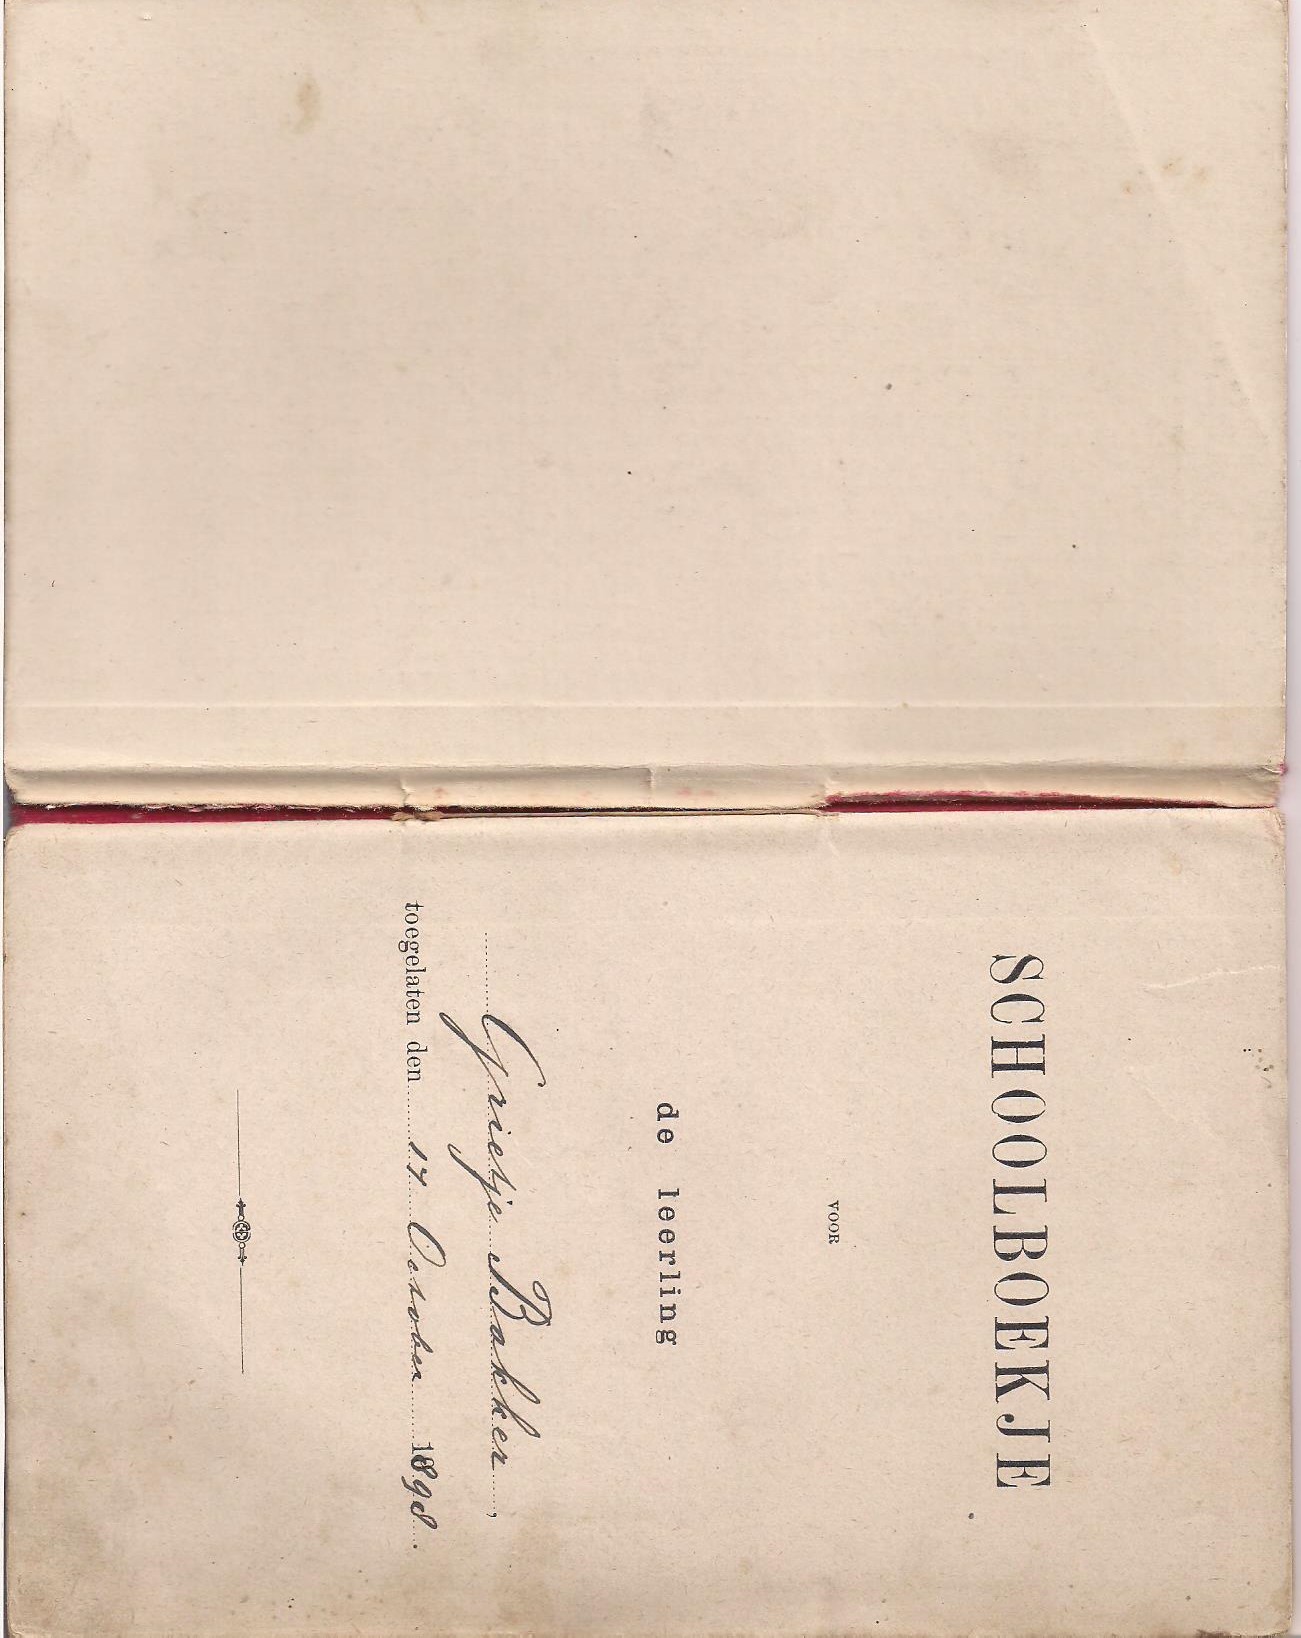 SCHOOLBOEKJE
VOOR
de leerling
Grietje Bakker,
toegelaten den 17 October 1898.